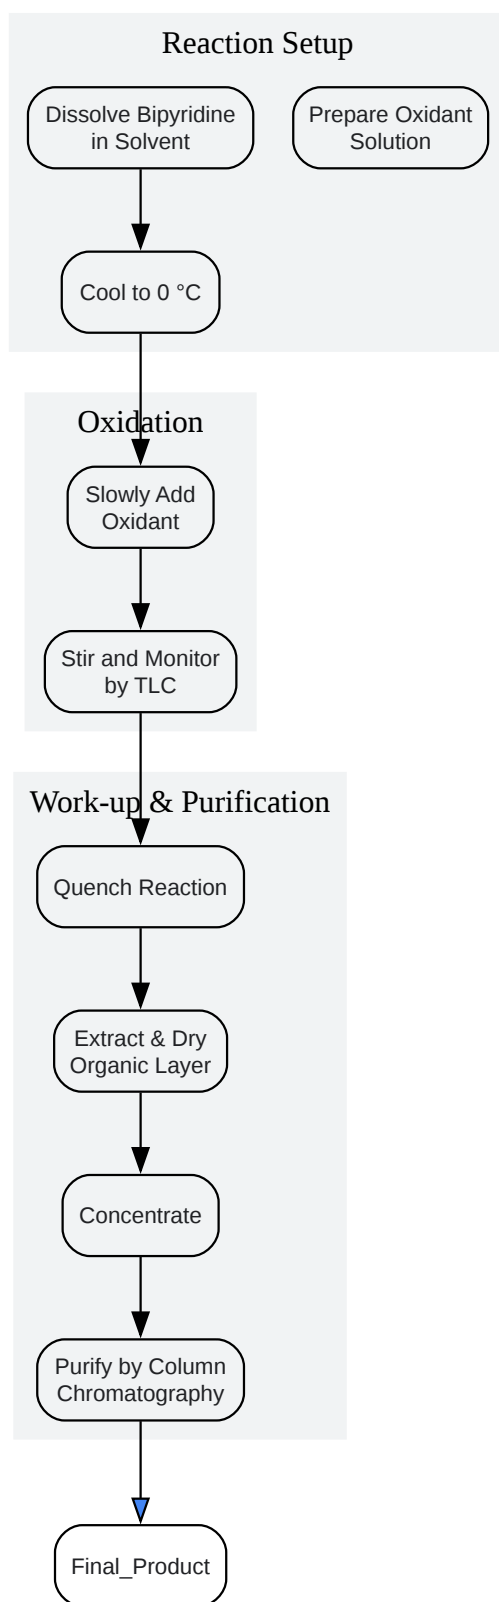 Reaction Setup
Dissolve Bipyridine
in Solvent
Prepare Oxidant
Solution
Cool to 0 °C
Oxidation
Slowly Add
Oxidant
Stir and Monitor
by TLC
Work-up & Purification
Quench Reaction
Extract & Dry
Organic Layer
Concentrate
Purify by Column
Chromatography
Final_Product